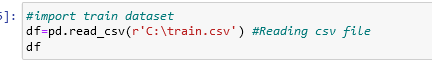 ]: #import train dataset
df=pd.read_csv(r'C:\train.csv') #Reading csv file
df